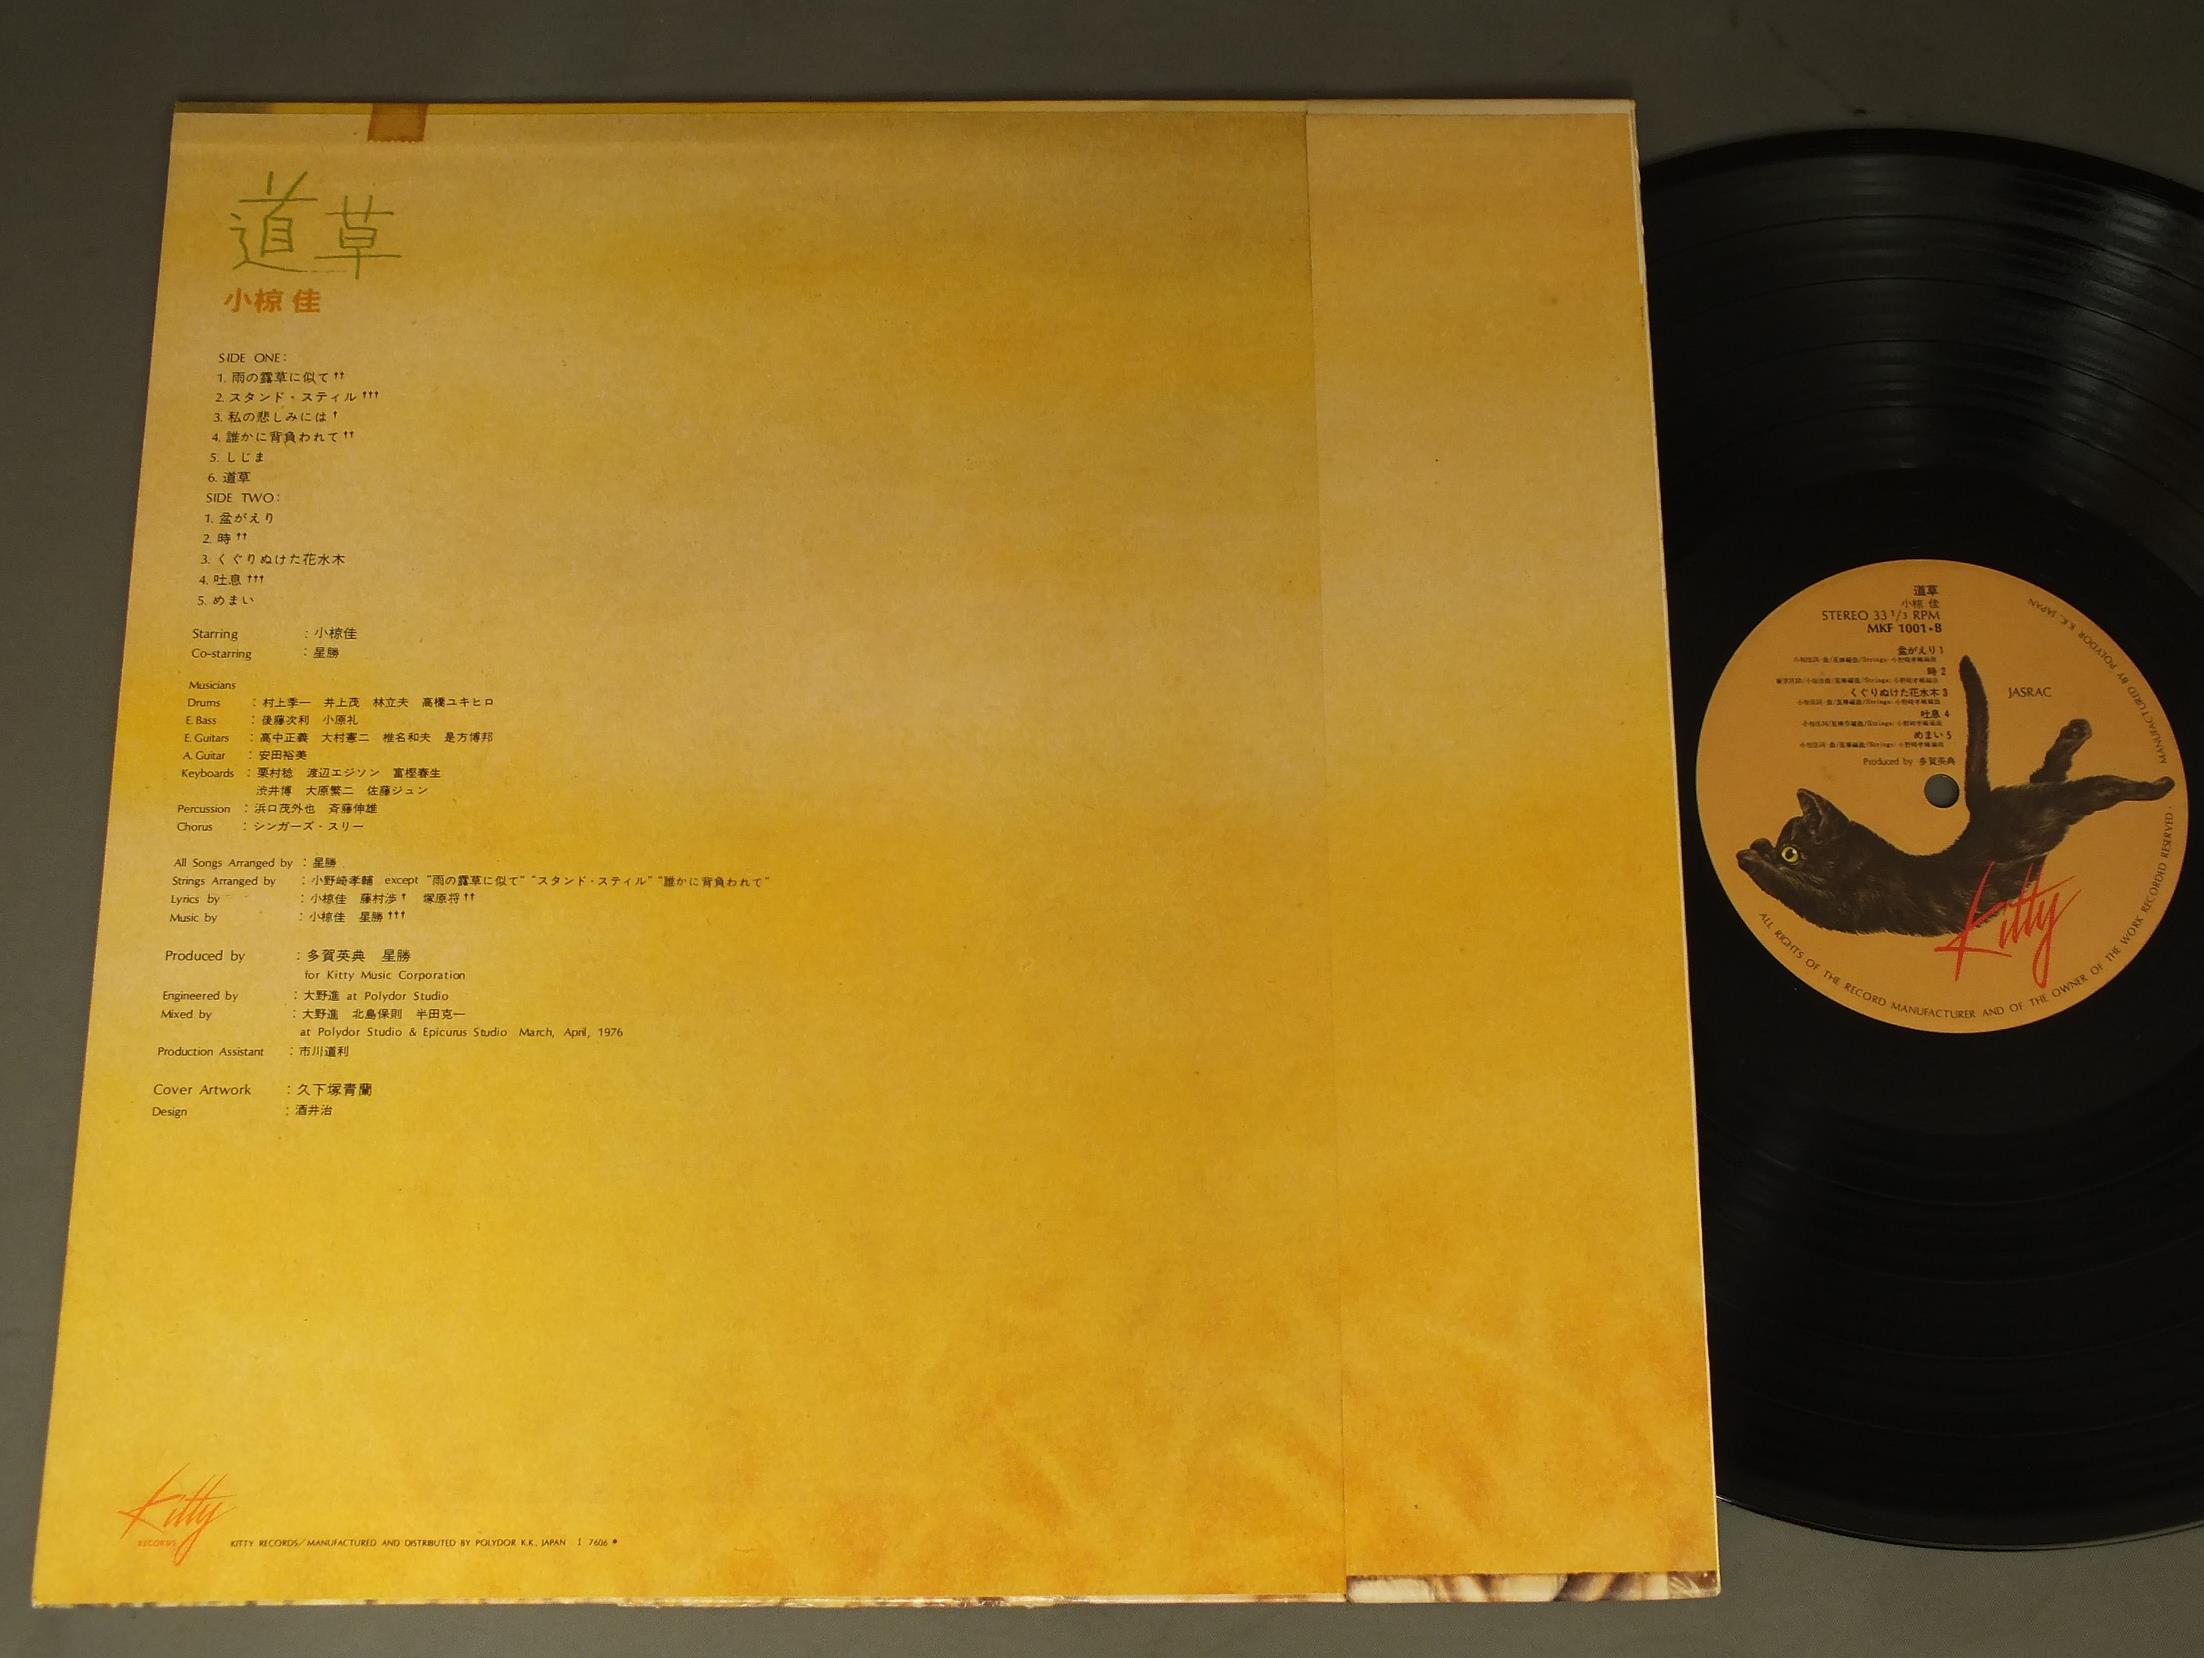 道草
小椋 佳
SIDE ONE:
1. 雨の露草に似て ††
2. スタンド・スティル †††
3. 私の悲しみには †
4. 誰かに背負われて ††
5. しじま
6. 道草
SIDE TWO:
1. 盆がえり
2. 時 ††
3. くぐりぬけた花水木
4. 吐息 †††
5. めまい
Starring : 小椋佳
Co-starring : 星勝
Musicians
Drums : 村上季一 井上茂 林立夫 高橋ユキヒロ
E. Bass : 後藤次利 小原礼
E. Guitars : 高中正義 大村憲二 椎名和夫 是方博邦
A. Guitar : 安田裕美
Keyboards : 栗村稔 渡辺エジソン 富樫春生
渋井博 大原繁二 佐藤ジュン
Percussion : 浜口茂外也 斉藤伸雄
Chorus : シンガーズ・スリー
All Songs Arranged by : 星勝
Strings Arranged by : 小野崎孝輔 except "雨の露草に似て" "スタンド・スティル" "誰かに背負われて"
Lyrics by : 小椋佳 藤村渉 † 塚原将 ††
Music by : 小椋佳 星勝 †††
Produced by : 多賀英典 星勝
for Kitty Music Corporation
Engineered by : 大野進 at Polydor Studio
Mixed by : 大野進 北島保則 半田克一
at Polydor Studio & Epicurus Studio March, April, 1976
Production Assistant : 市川道利
Cover Artwork : 久下塚青蘭
Design : 酒井治
Kitty
RECORDS
KITTY RECORDS/MANUFACTURED AND DISTRIBUTED BY POLYDOR K.K., JAPAN I 7606 ●
道草
小椋 佳
STEREO 33 1/3 RPM
MKF 1001・B
盆がえり 1
時 2
くぐりぬけた花水木 3
吐息 4
めまい 5
Produced by 多賀英典
JASRAC
Kitty
MANUFACTURED BY POLYDOR K.K., JAPAN
ALL RIGHTS OF THE RECORD MANUFACTURER AND OF THE OWNER OF THE WORK RECORDED RESERVED.